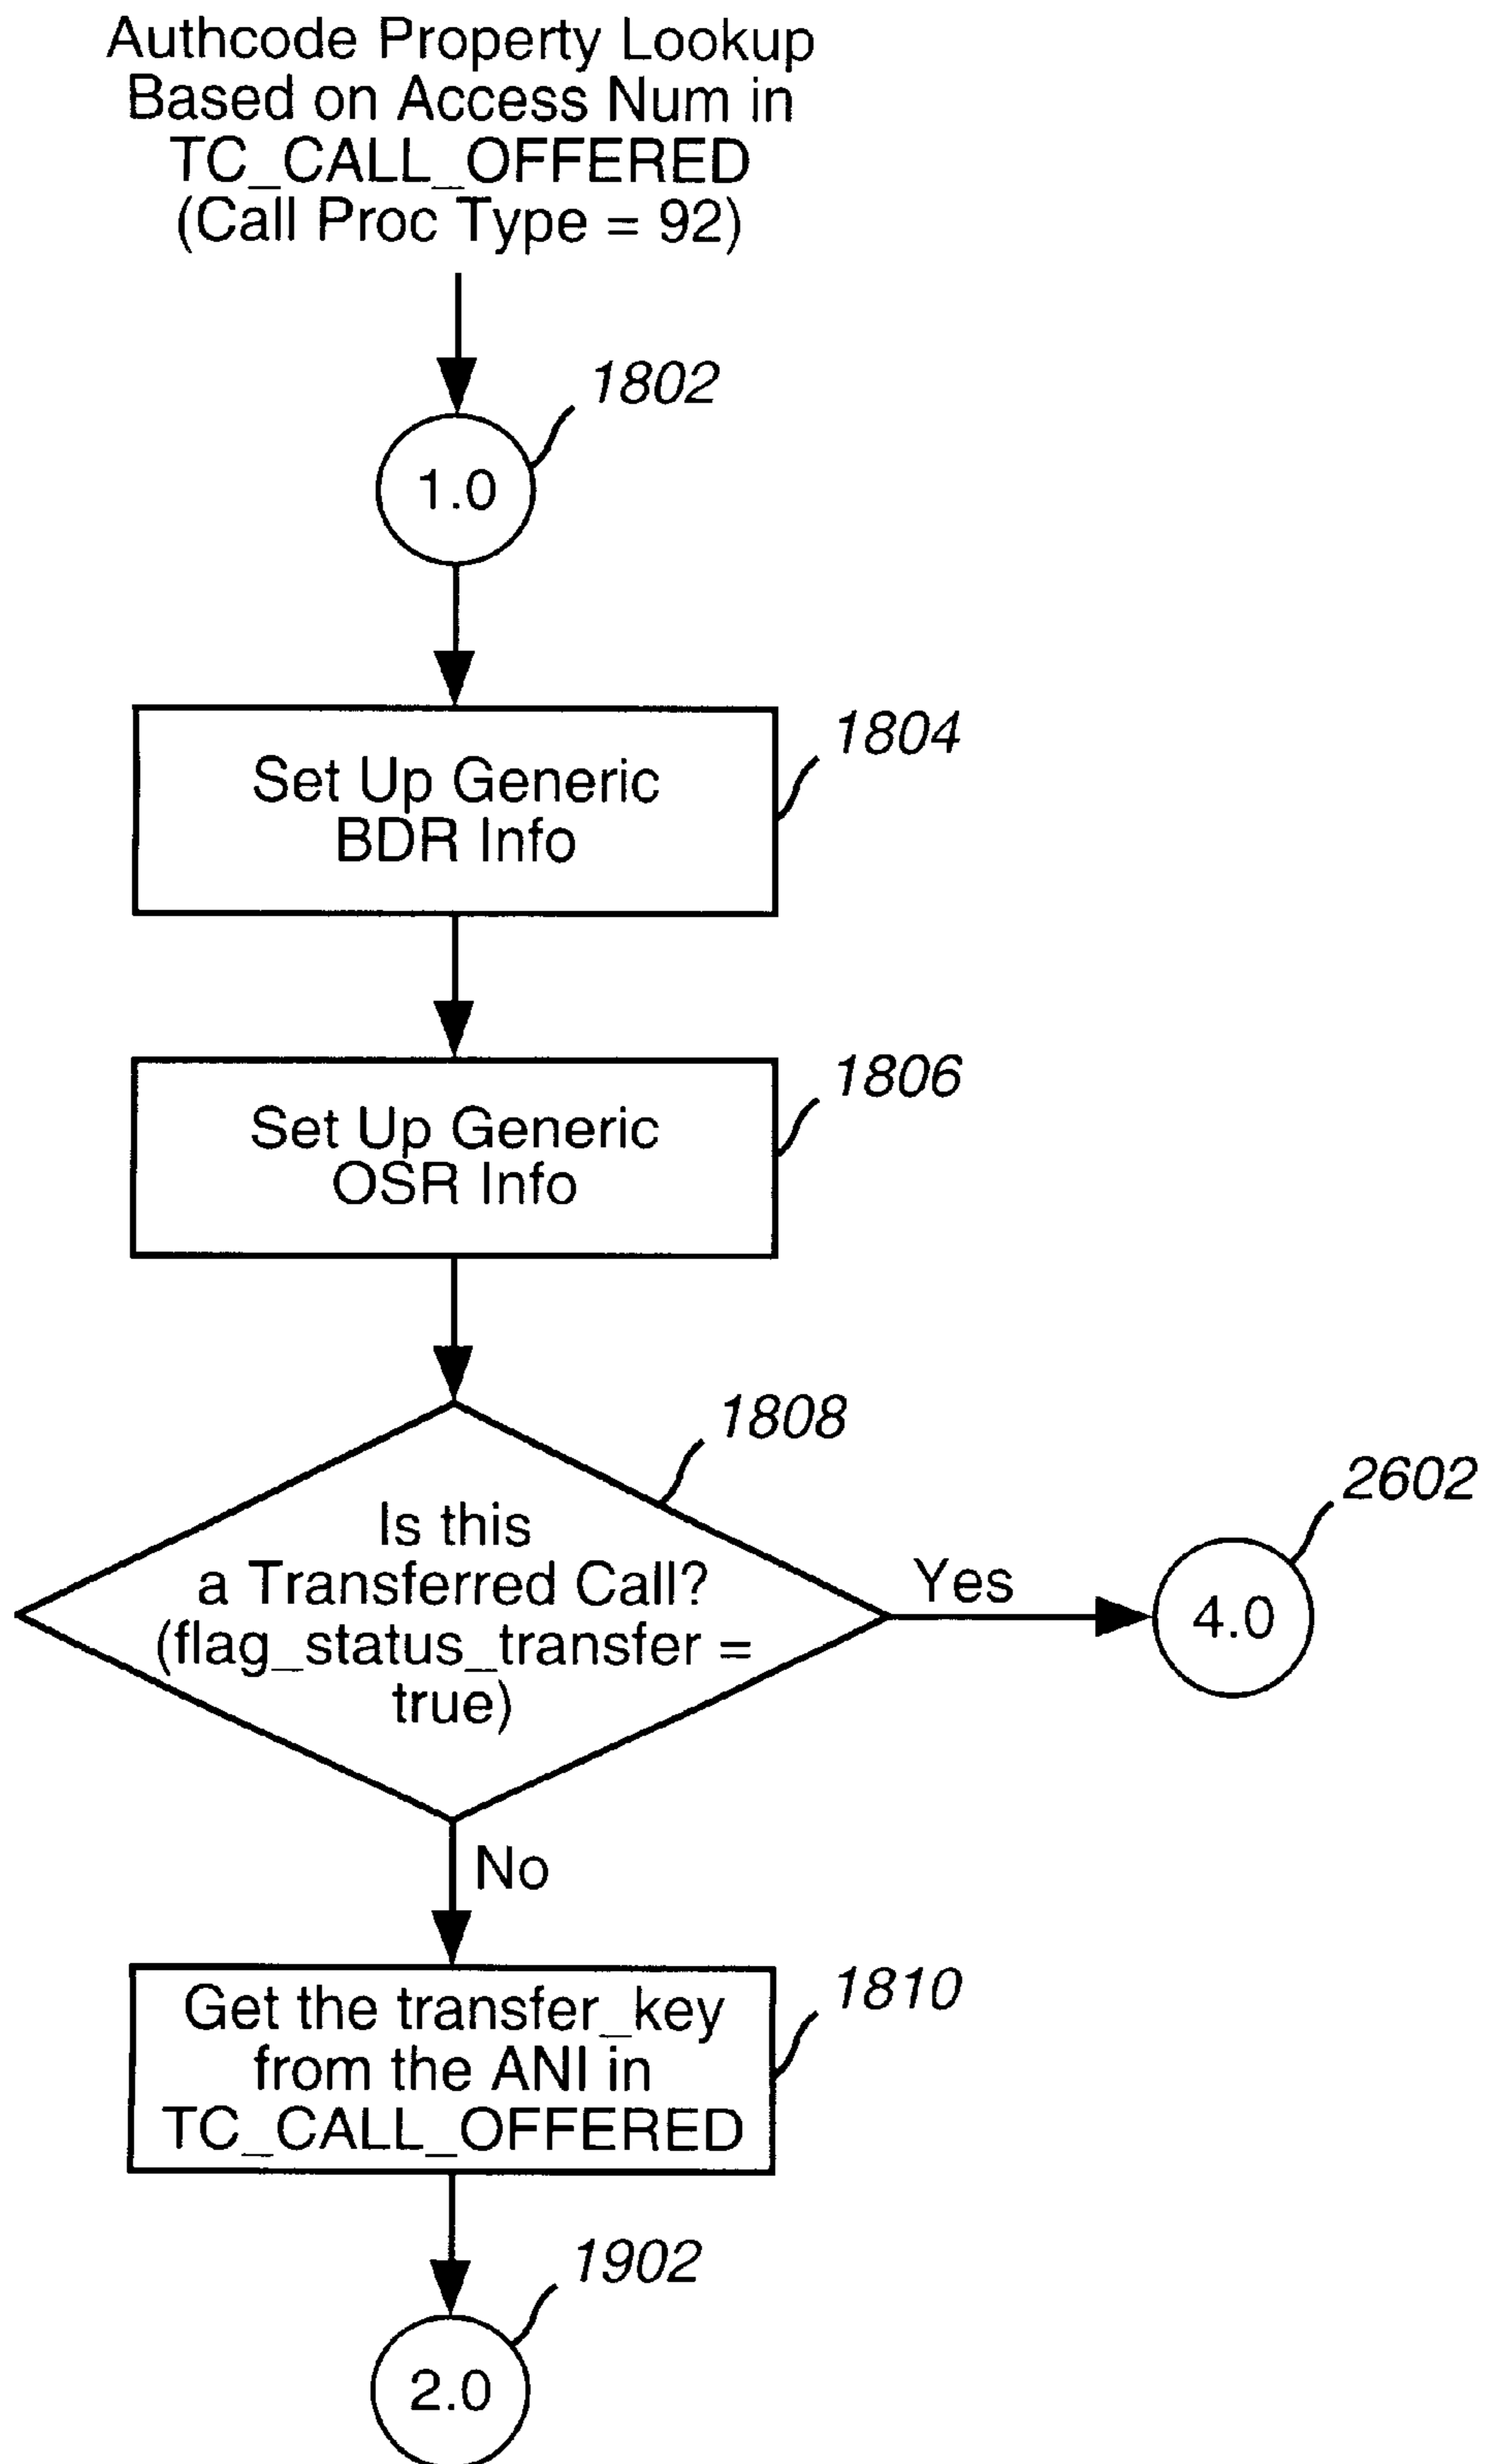 Authcode Property Lookup
Based on Access Num in
TC_CALL_OFFERED
(Call Proc Type = 92)
1802
1.0
1804
Set Up Generic
BDR Info
1806
Set Up Generic
OSR Info
1808
2602
Is this
a Transferred Call?
(flag_status_transfer =
true)
Yes
4.0
No
1810
Get the transfer_key
from the ANI in
TC_CALL_OFFERED
1902
2.0